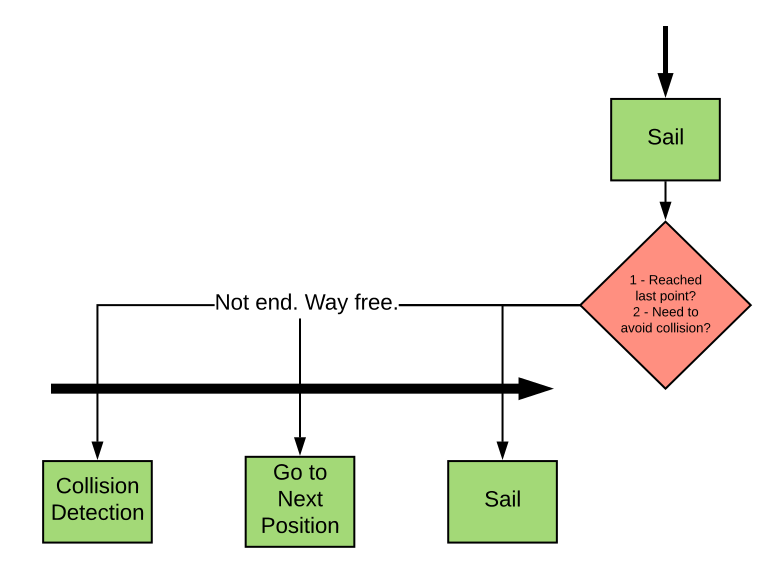 Sail
1 - Reached
last point?
2 - Need to
avoid collision?
Not end. Way free.
Collision
Detection
Go to
Next
Position
Sail